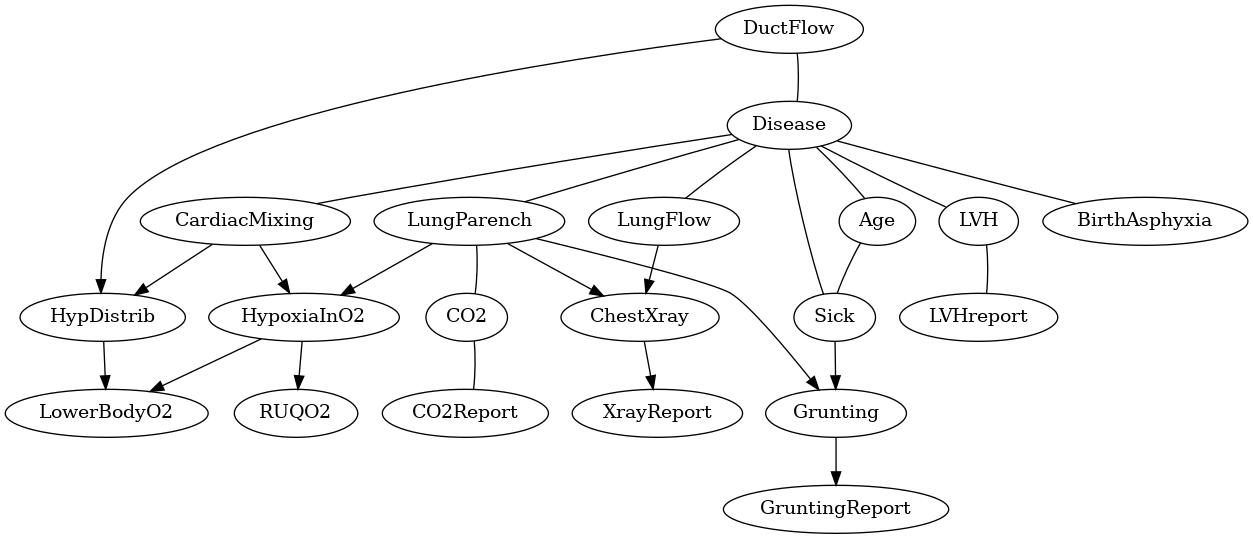 DuctFlow
Disease
CardiacMixing
LungParench
LungFlow
Age
LVH
BirthAsphyxia
HypDistrib
HypoxiaInO2
CO2
ChestXray
Sick
LVHreport
LowerBodyO2
RUQO2
CO2Report
XrayReport
Grunting
GruntingReport